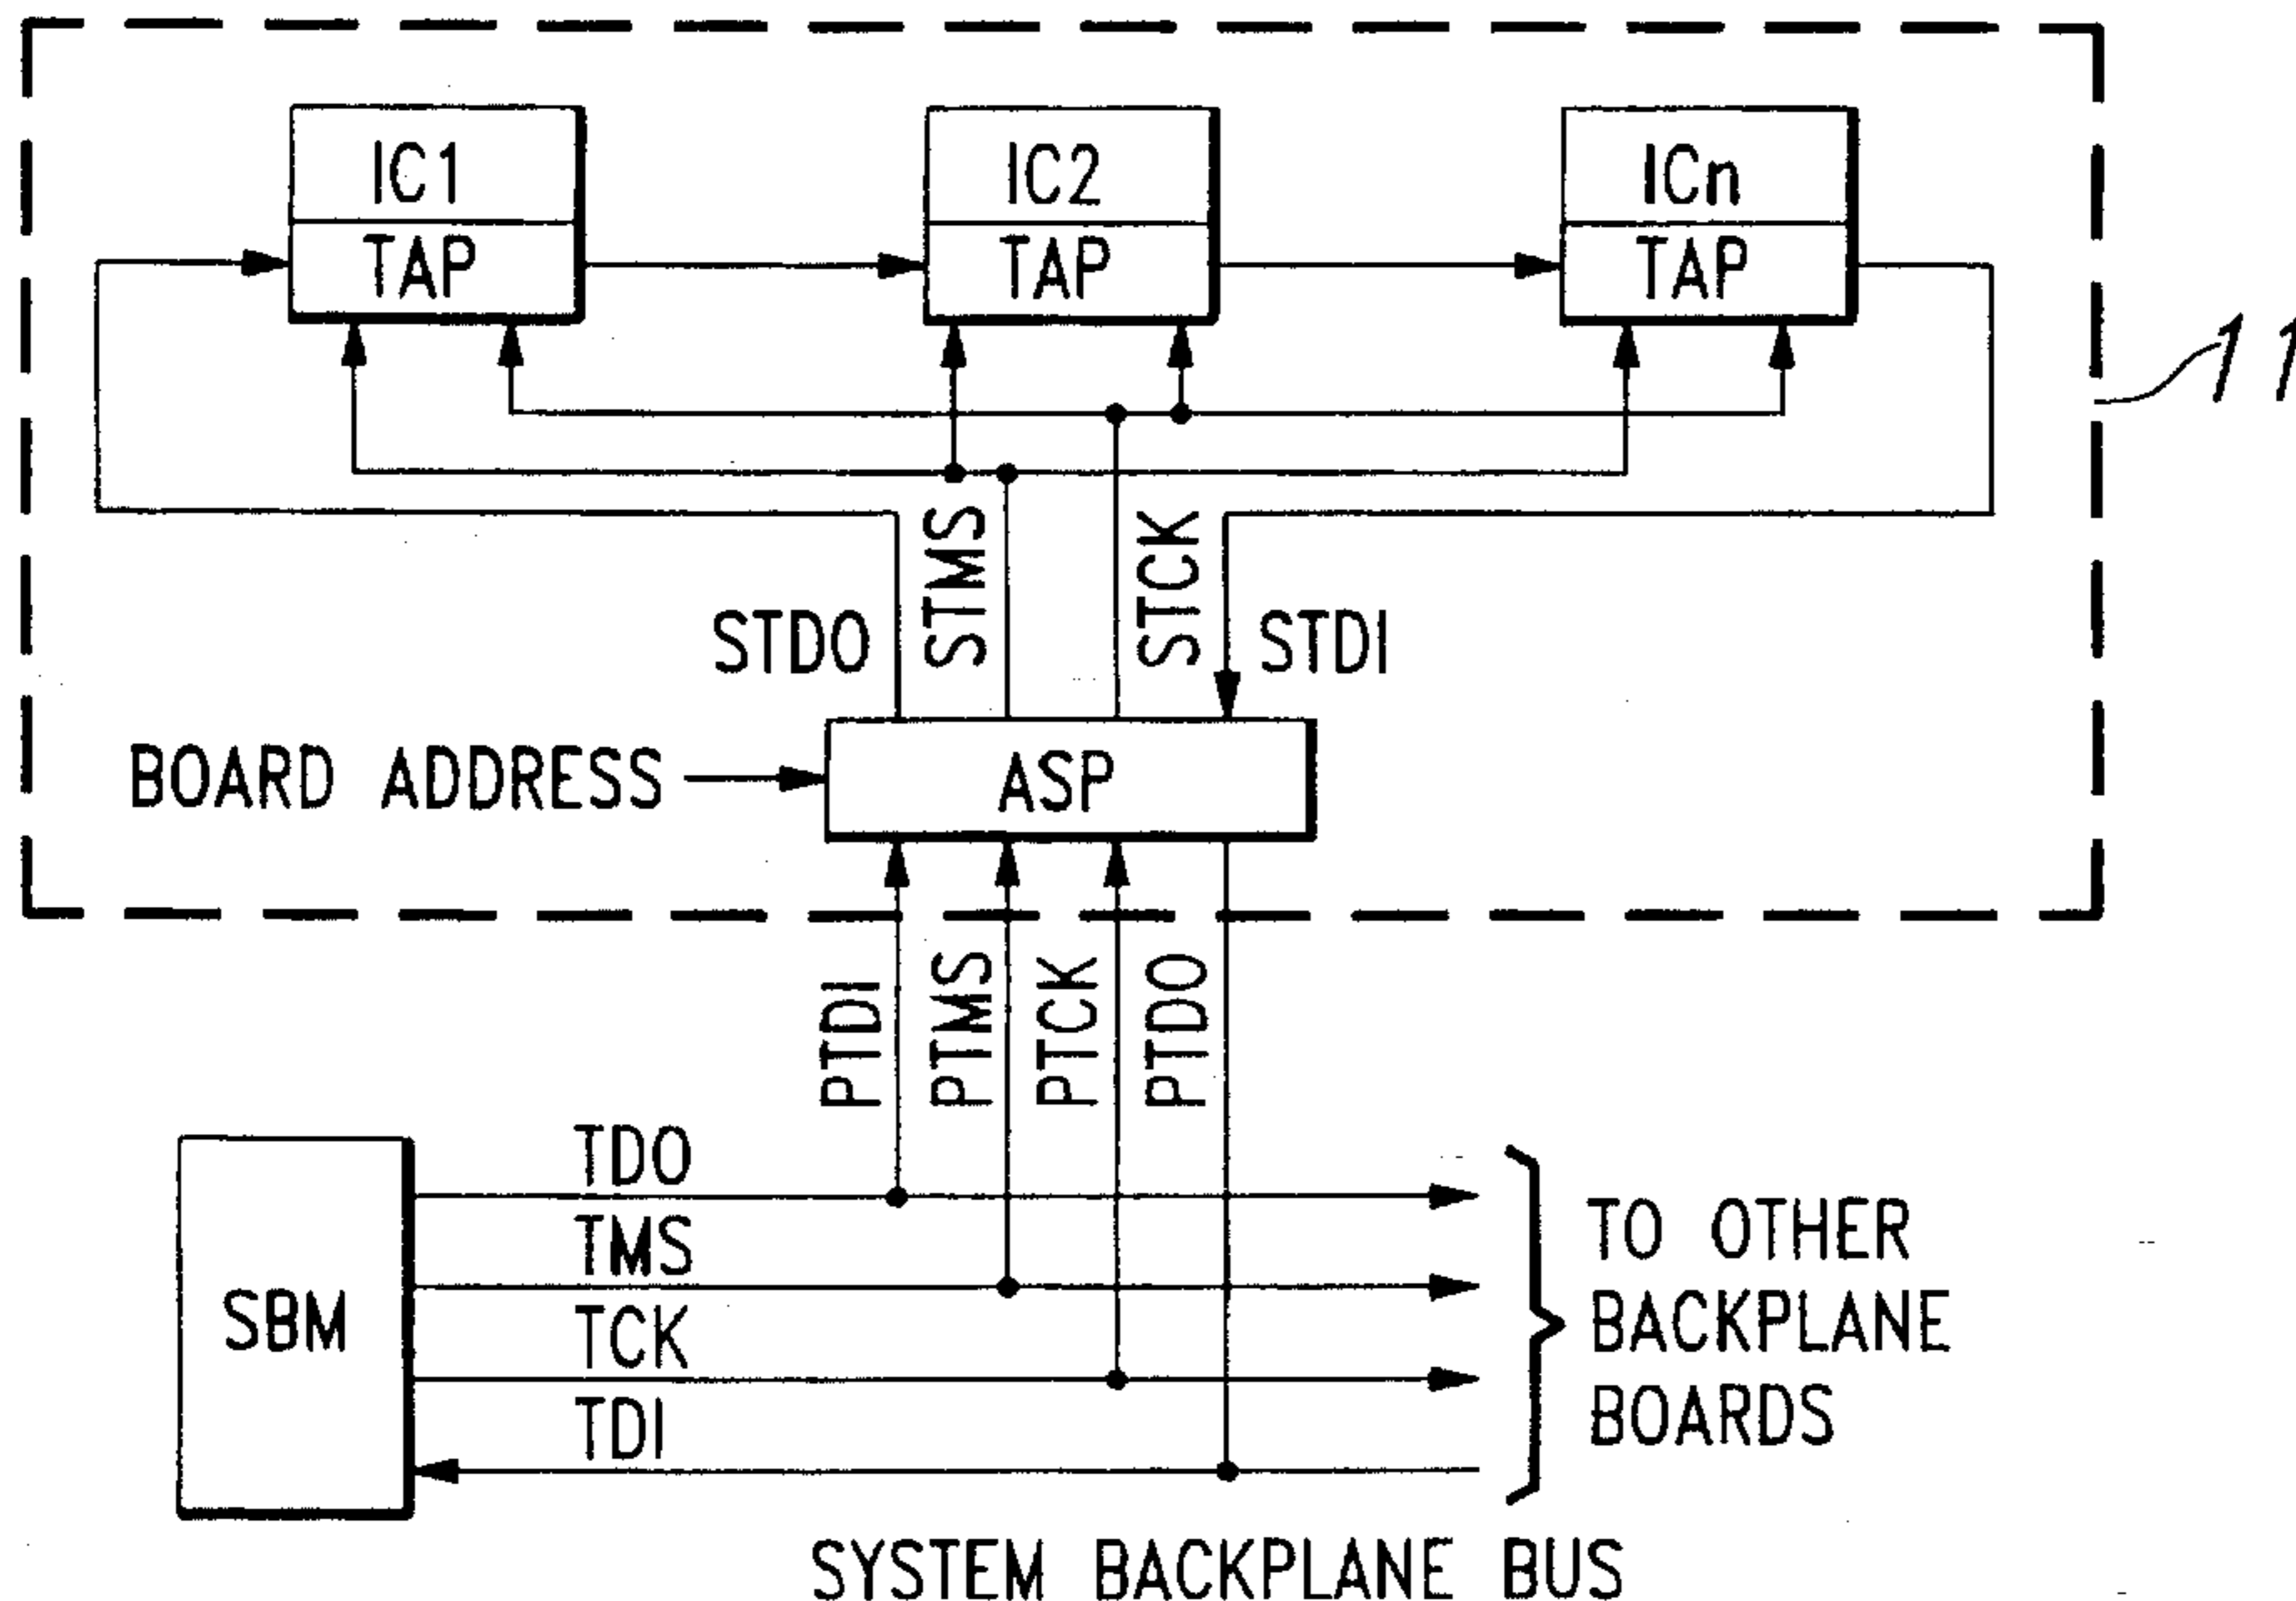 IC1
TAP
IC2
TAP
ICn
TAP
11
STDO
STMS
STCK
STDI
BOARD ADDRESS
ASP
PTDI
PTMS
PTCK
PTDO
SBM
TDO
TMS
TCK
TDI
TO OTHER
BACKPLANE
BOARDS
SYSTEM BACKPLANE BUS